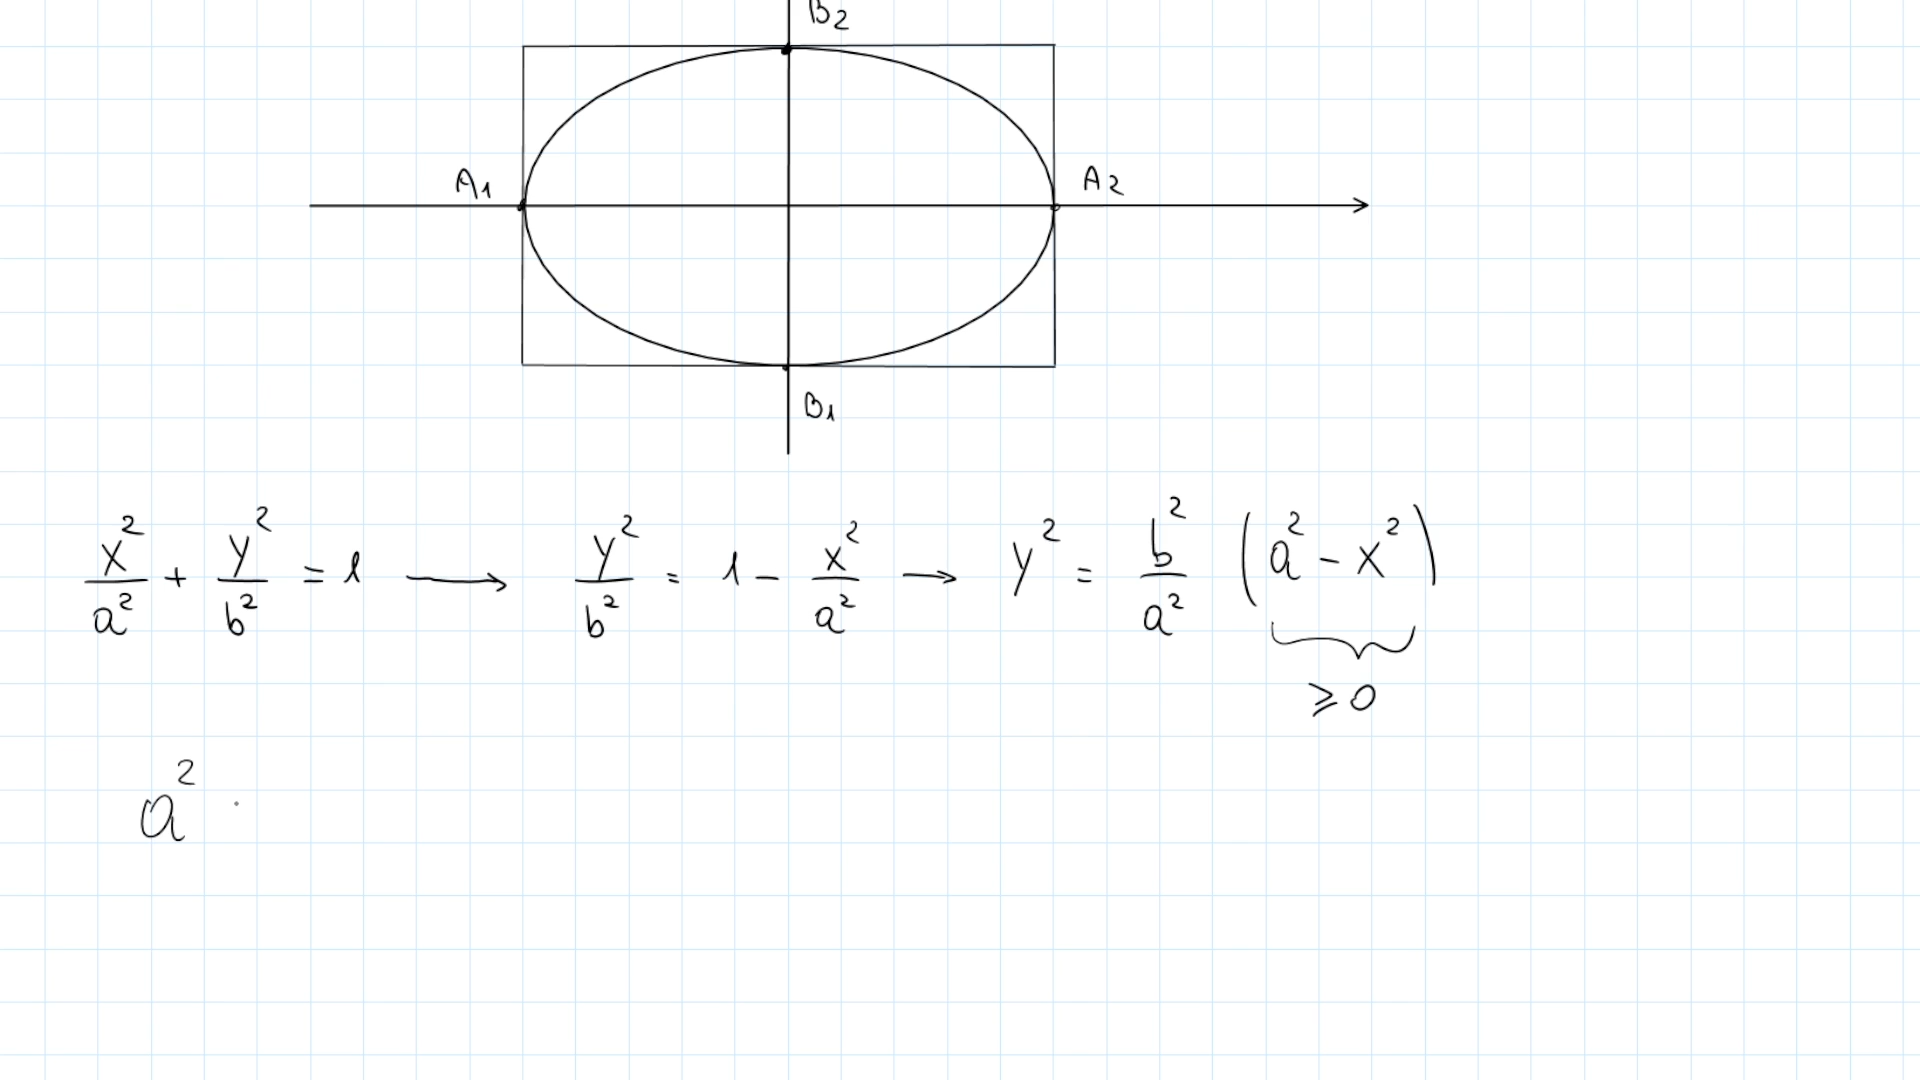 B₂
A₁
A₂
B₁
x²/a² + y²/b² = 1 ⟶ y²/b² = 1 - x²/a² → y² = b²/a² (a² - x²)
⩾ 0
a²